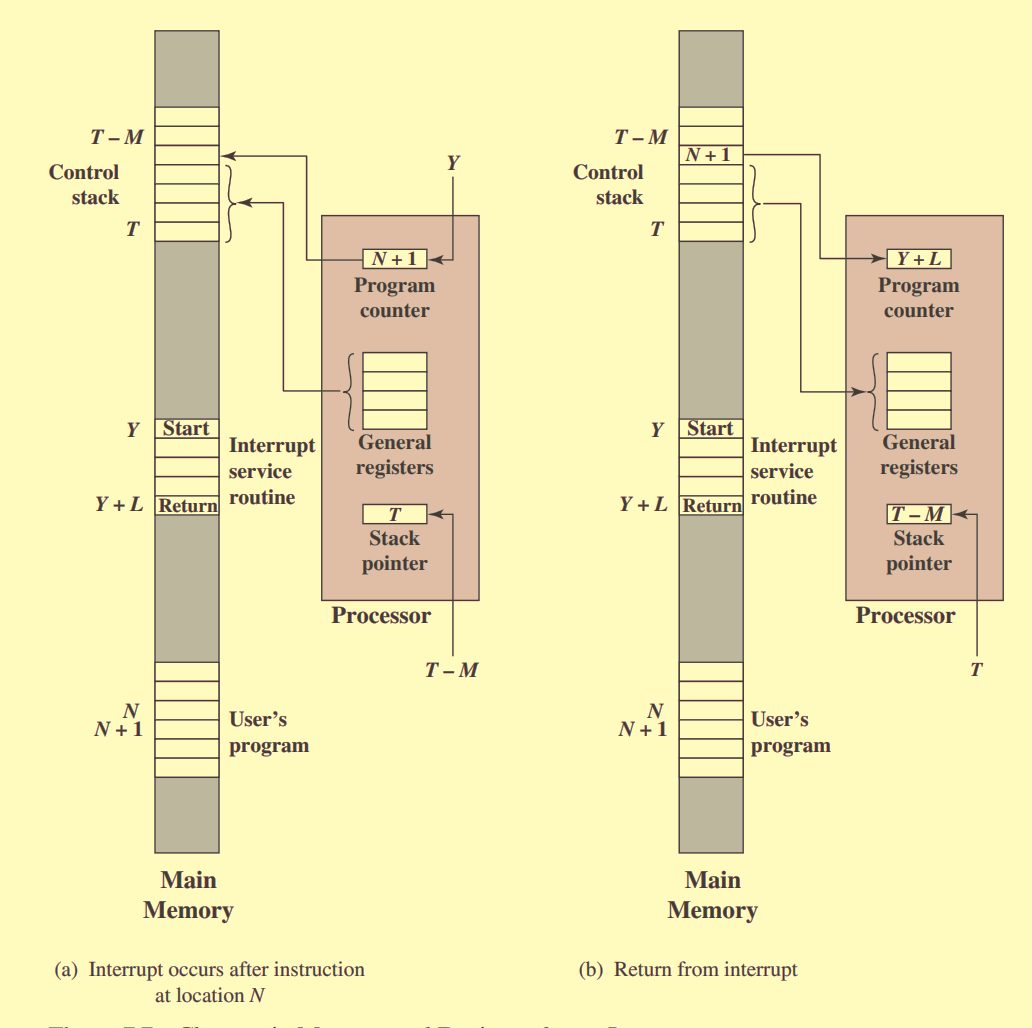 T – M
Control
stack
T
Y
N + 1
Program
counter
General
registers
Y
Start
Interrupt
service
routine
Y + L
Return
T
Stack
pointer
Processor
T – M
N
N + 1
User's
program
Main
Memory
(a) Interrupt occurs after instruction
at location N
T – M
N + 1
Control
stack
T
Y + L
Program
counter
General
registers
Y
Start
Interrupt
service
routine
Y + L
Return
T – M
Stack
pointer
Processor
T
N
N + 1
User's
program
Main
Memory
(b) Return from interrupt